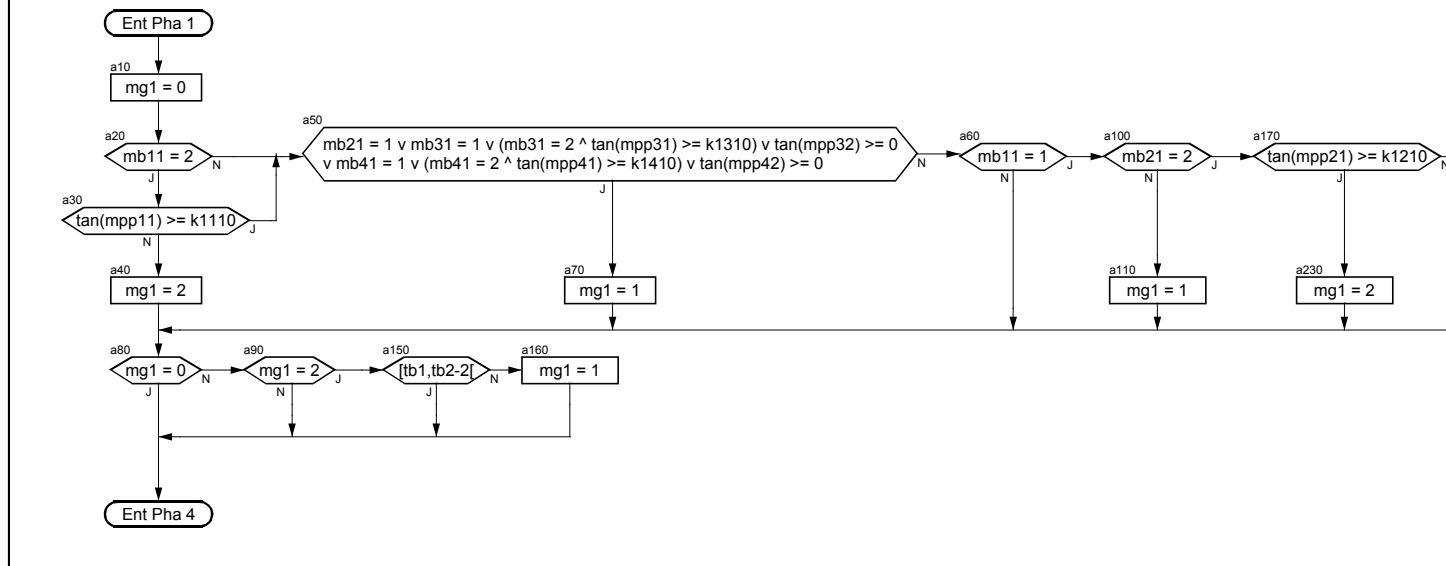 Ent Pha 1
a10
mg1 = 0
a20
mb11 = 2
N
J
a30
tan(mpp11) >= k1110
J
N
a40
mg1 = 2
a50
mb21 = 1 v mb31 = 1 v (mb31 = 2 ^ tan(mpp31) >= k1310) v tan(mpp32) >= 0
v mb41 = 1 v (mb41 = 2 ^ tan(mpp41) >= k1410) v tan(mpp42) >= 0
N
J
a70
mg1 = 1
a60
mb11 = 1
J
N
a100
mb21 = 2
J
N
a110
mg1 = 1
a170
tan(mpp21) >= k1210
N
J
a230
mg1 = 2
a80
mg1 = 0
N
J
a90
mg1 = 2
J
N
a150
[tb1,tb2-2[
N
J
a160
mg1 = 1
Ent Pha 4